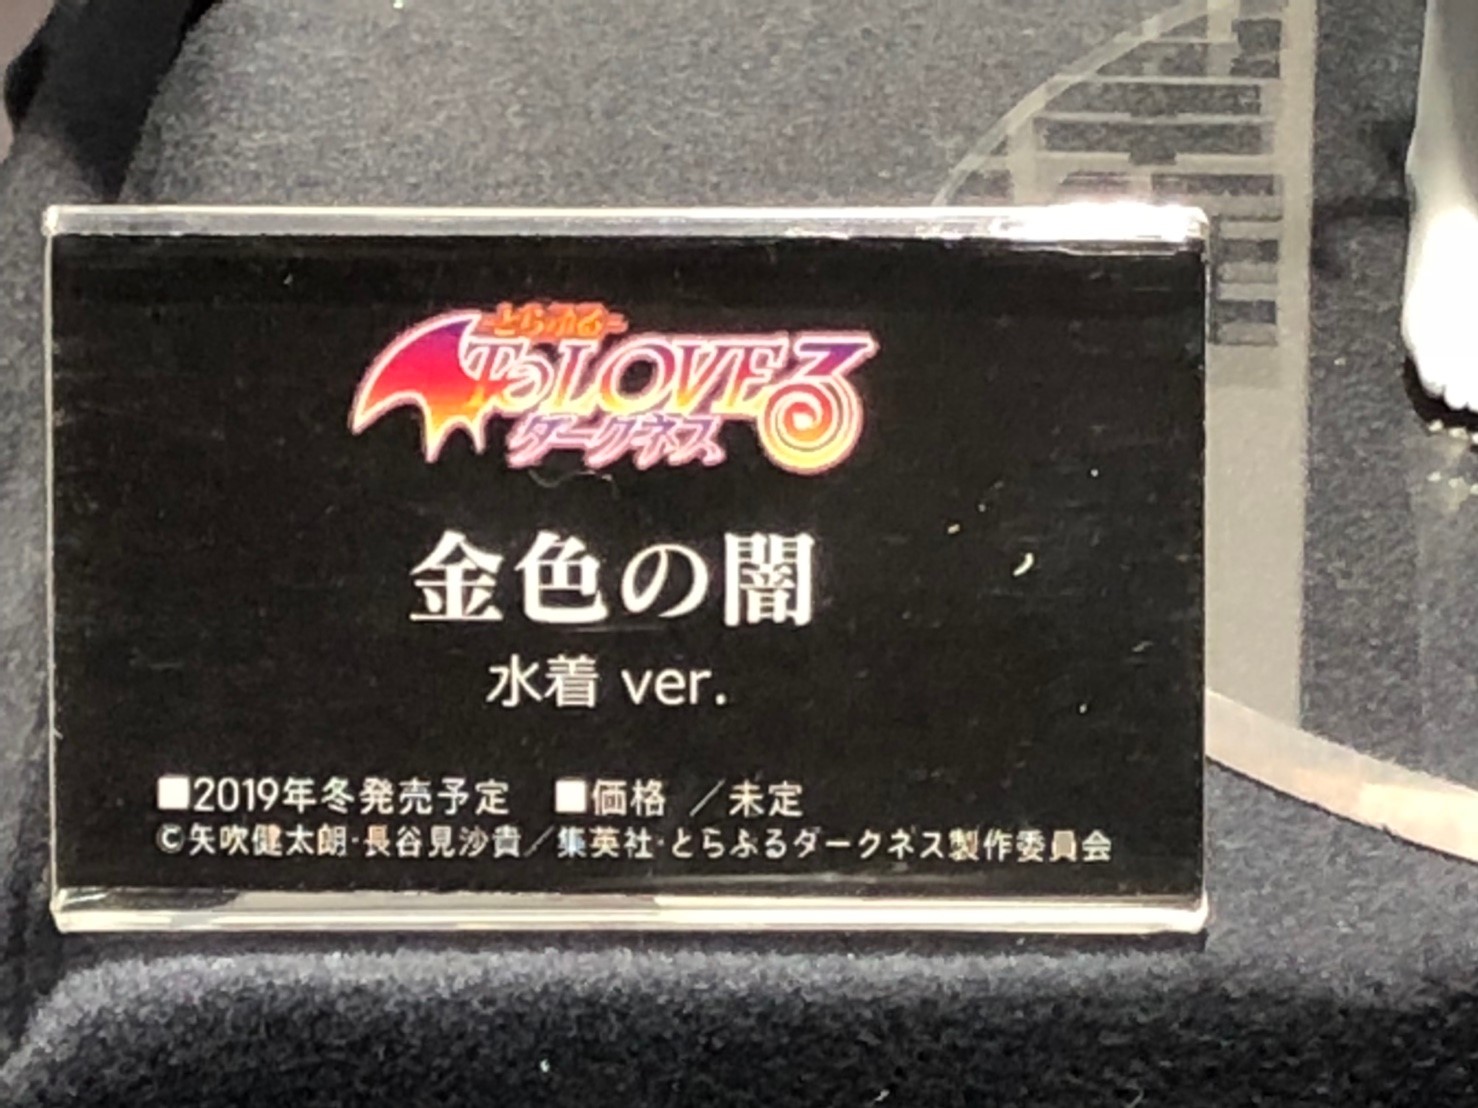 とらぶる
To LOVEる
ダークネス
金色の闇
水着 ver.
■2019年冬発売予定　■価格 ／未定
©矢吹健太朗・長谷見沙貴／集英社・とらぶるダークネス製作委員会